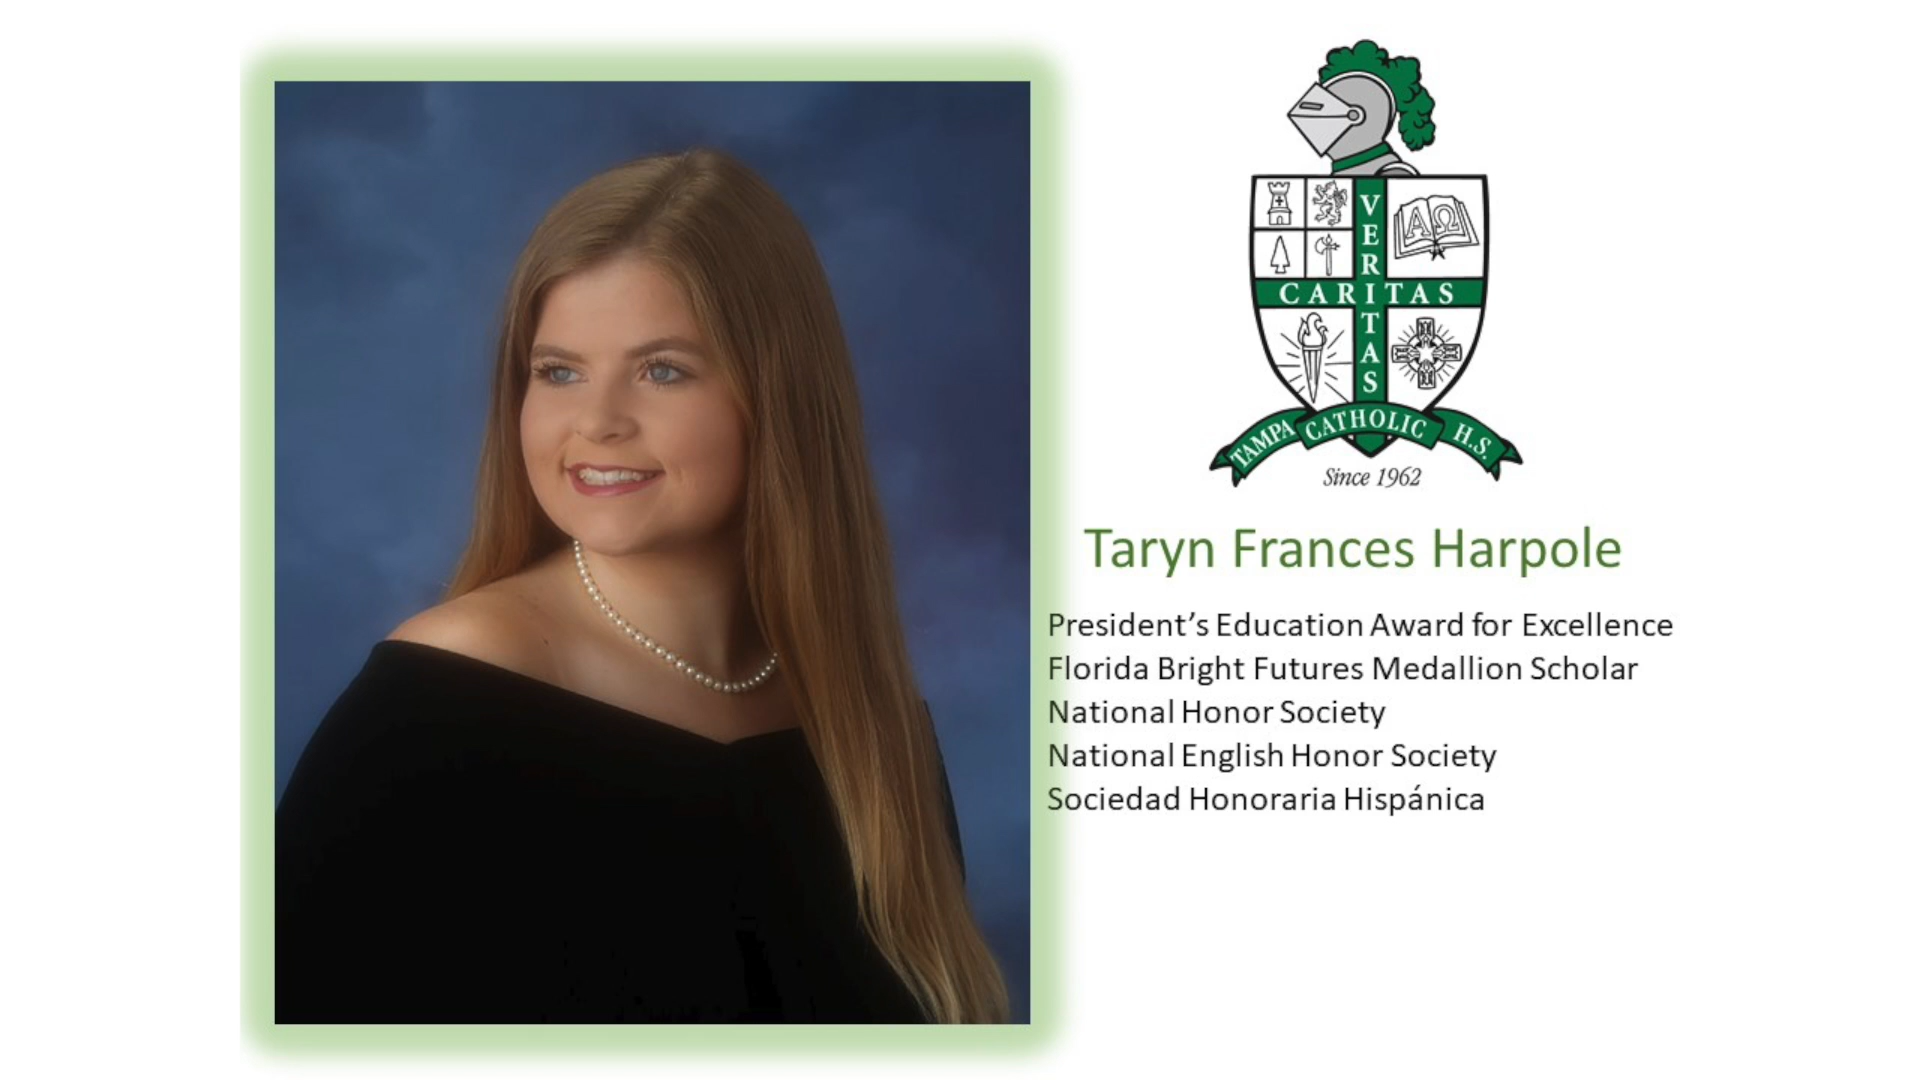 VERITAS
CARITAS
ΑΩ
TAMPA CATHOLIC H.S.
Since 1962
Taryn Frances Harpole
President’s Education Award for Excellence
Florida Bright Futures Medallion Scholar
National Honor Society
National English Honor Society
Sociedad Honoraria Hispánica